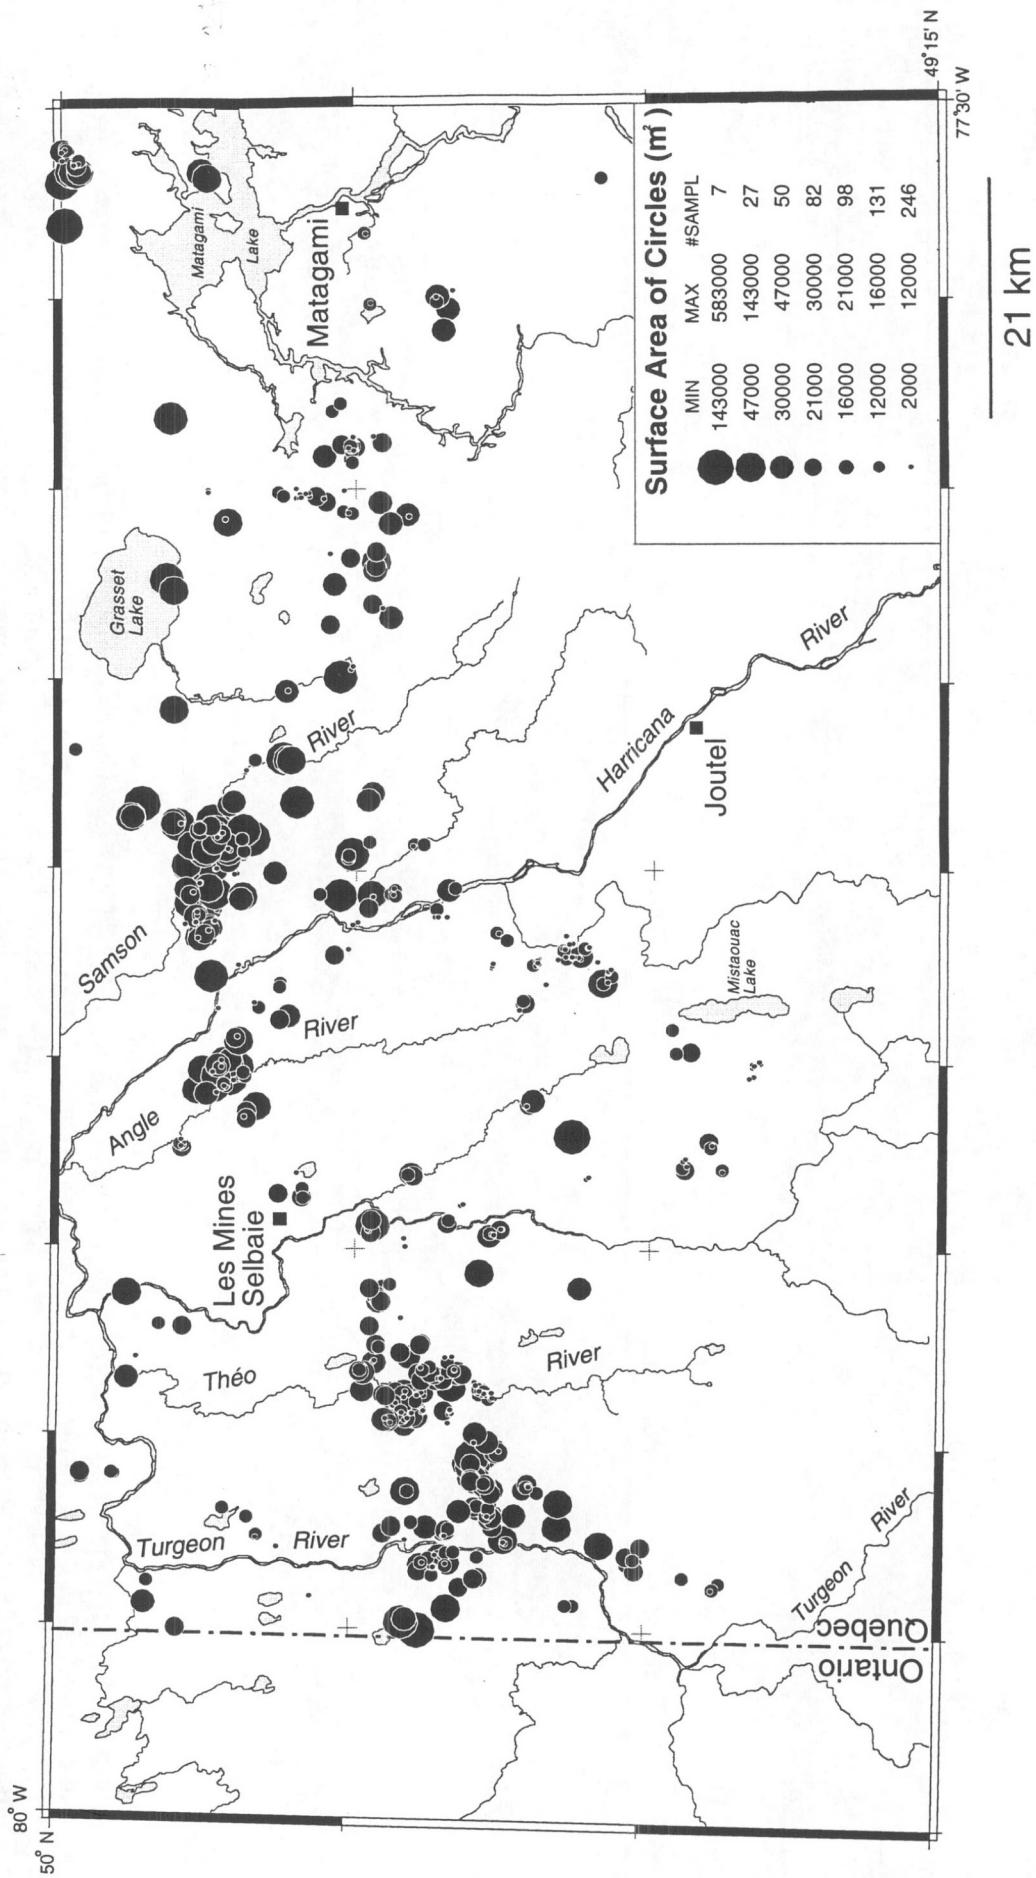 80° W
50° N
49°15' N
77°30' W
Matagami
Lake
Matagami
Grasset
Lake
River
Samson
Harricana
River
Joutel
Angle
River
Mistaouac
Lake
Les Mines
Selbaie
Théo
River
Turgeon
River
Turgeon
River
Quebec
Ontario
Surface Area of Circles (m²)
MIN MAX #SAMPL
143000 583000 7
47000 143000 27
30000 47000 50
21000 30000 82
16000 21000 98
12000 16000 131
2000 12000 246
21 km